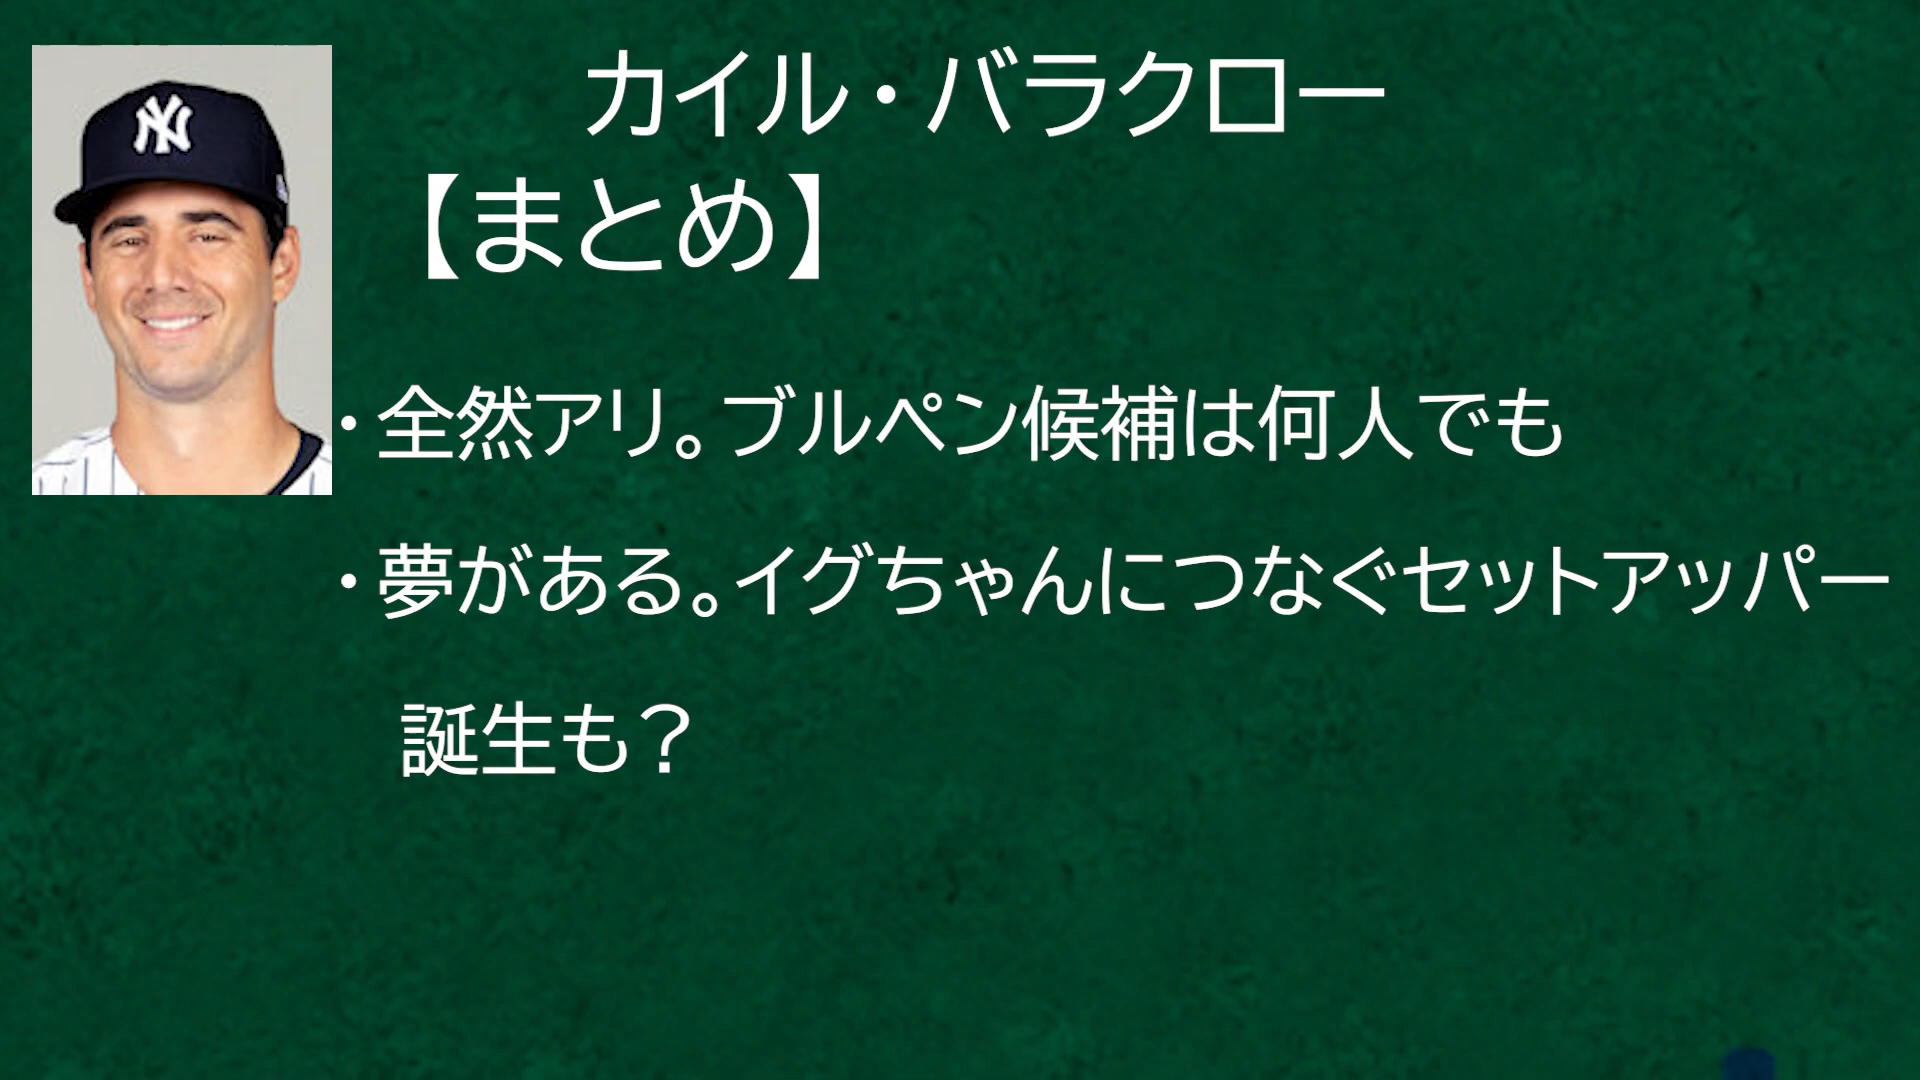 カイル・バラクロー
【まとめ】
・全然アリ。ブルペン候補は何人でも
・夢がある。イグちゃんにつなぐセットアッパー
誕生も？
NY